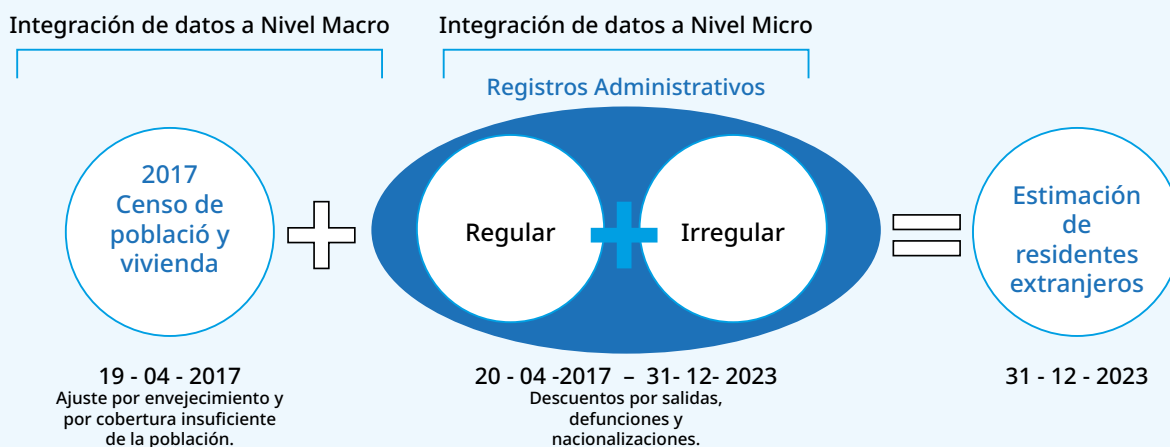 Integración de datos a Nivel Macro
Integración de datos a Nivel Micro
Registros Administrativos
2017
Censo de
població y
vivienda
Regular
Irregular
Estimación
de
residentes
extranjeros
19 - 04 - 2017
Ajuste por envejecimiento y
por cobertura insuficiente
de la población.
20 - 04 -2017 – 31- 12- 2023
Descuentos por salidas,
defunciones y
nacionalizaciones.
31 - 12 - 2023